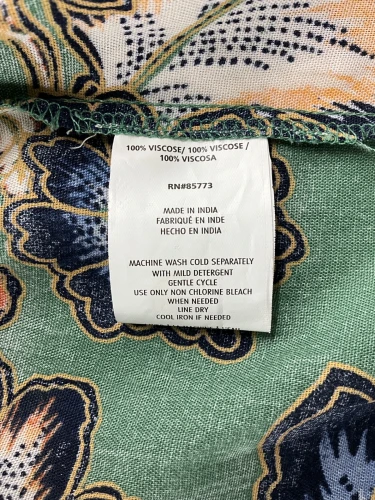 100% VISCOSE/ 100% VISCOSE /
100% VISCOSA
RN#85773
MADE IN INDIA
FABRIQUÉ EN INDE
HECHO EN INDIA
MACHINE WASH COLD SEPARATELY
WITH MILD DETERGENT
GENTLE CYCLE
USE ONLY NON CHLORINE BLEACH
WHEN NEEDED
LINE DRY
COOL IRON IF NEEDED